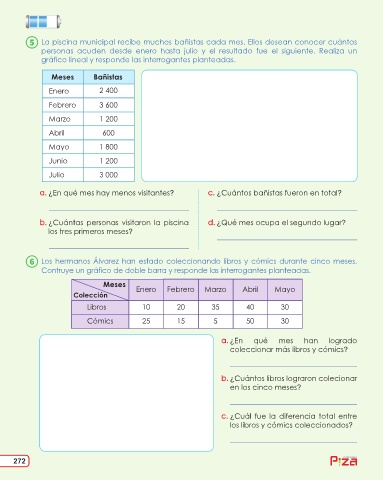 5 La piscina municipal recibe muchos bañistas cada mes. Ellos desean conocer cuántos
personas acuden desde enero hasta julio y el resultado fue el siguiente. Realiza un
gráfico lineal y responde las interrogantes planteadas.
Meses Bañistas
Enero 2 400
Febrero 3 600
Marzo 1 200
Abril 600
Mayo 1 800
Junio 1 200
Julio 3 000
a. ¿En qué mes hay menos visitantes?
c. ¿Cuántos bañistas fueron en total?
b. ¿Cuántas personas visitaron la piscina
los tres primeros meses?
d. ¿Qué mes ocupa el segundo lugar?
6 Los hermanos Álvarez han estado coleccionando libros y cómics durante cinco meses.
Contruye un gráfico de doble barra y responde las interrogantes planteadas.
Meses
Colección
Enero Febrero Marzo Abril Mayo
Libros 10 20 35 40 30
Cómics 25 15 5 50 30
a. ¿En qué mes han logrado
coleccionar más libros y cómics?
b. ¿Cuántos libros lograron colecionar
en los cinco meses?
c. ¿Cuál fue la diferencia total entre
los libros y cómics coleccionados?
272